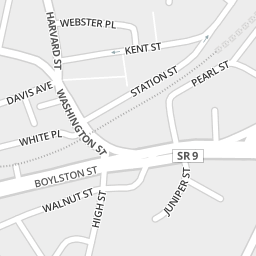 WEBSTER PL
HARVARD ST
KENT ST
STATION ST
PEARL ST
DAVIS AVE
WASHINGTON ST
WHITE PL
SR 9
BOYLSTON ST
WALNUT ST
HIGH ST
JUNIPER ST